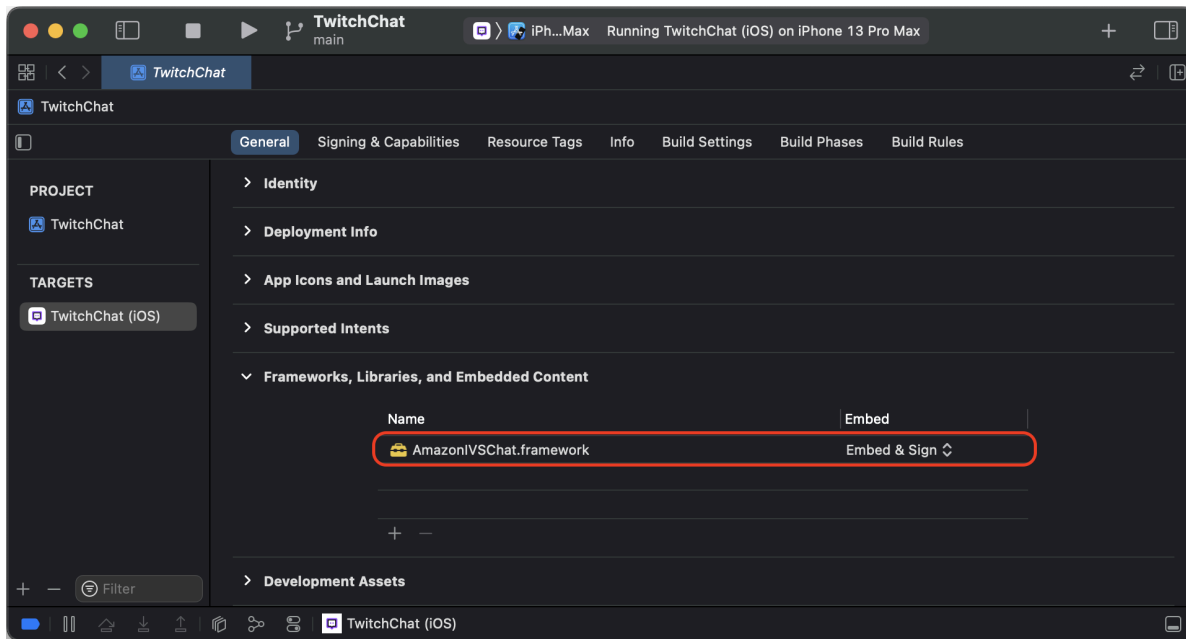 TwitchChat
main
iPh...Max Running TwitchChat (iOS) on iPhone 13 Pro Max
TwitchChat
TwitchChat
General Signing & Capabilities Resource Tags Info Build Settings Build Phases Build Rules
PROJECT
TwitchChat
TARGETS
TwitchChat (iOS)
Identity
Deployment Info
App Icons and Launch Images
Supported Intents
Frameworks, Libraries, and Embedded Content
Name Embed
AmazonIVSChat.framework Embed & Sign
Development Assets
Filter
TwitchChat (iOS)